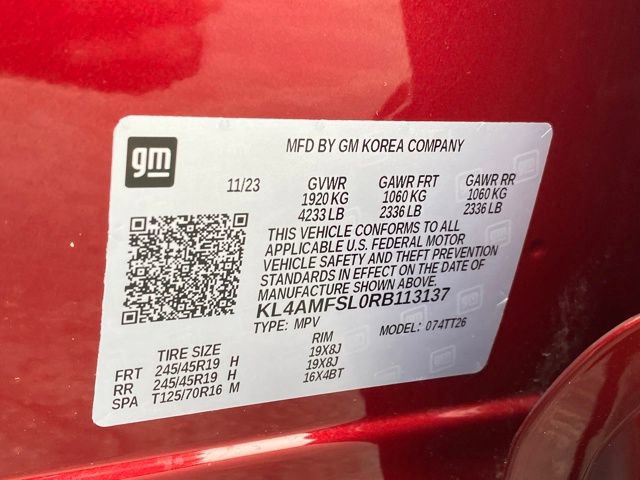 gm
MFD BY GM KOREA COMPANY
11/23 GVWR GAWR FRT GAWR RR
1920 KG 1060 KG 1060 KG
4233 LB 2336 LB 2336 LB
THIS VEHICLE CONFORMS TO ALL
APPLICABLE U.S. FEDERAL MOTOR
VEHICLE SAFETY AND THEFT PREVENTION
STANDARDS IN EFFECT ON THE DATE OF
MANUFACTURE SHOWN ABOVE.
KL4AMFSL0RB113137
TYPE: MPV MODEL: 074TT26
TIRE SIZE RIM
FRT 245/45R19 H 19X8J
RR 245/45R19 H 19X8J
SPA T125/70R16 M 16X4BT